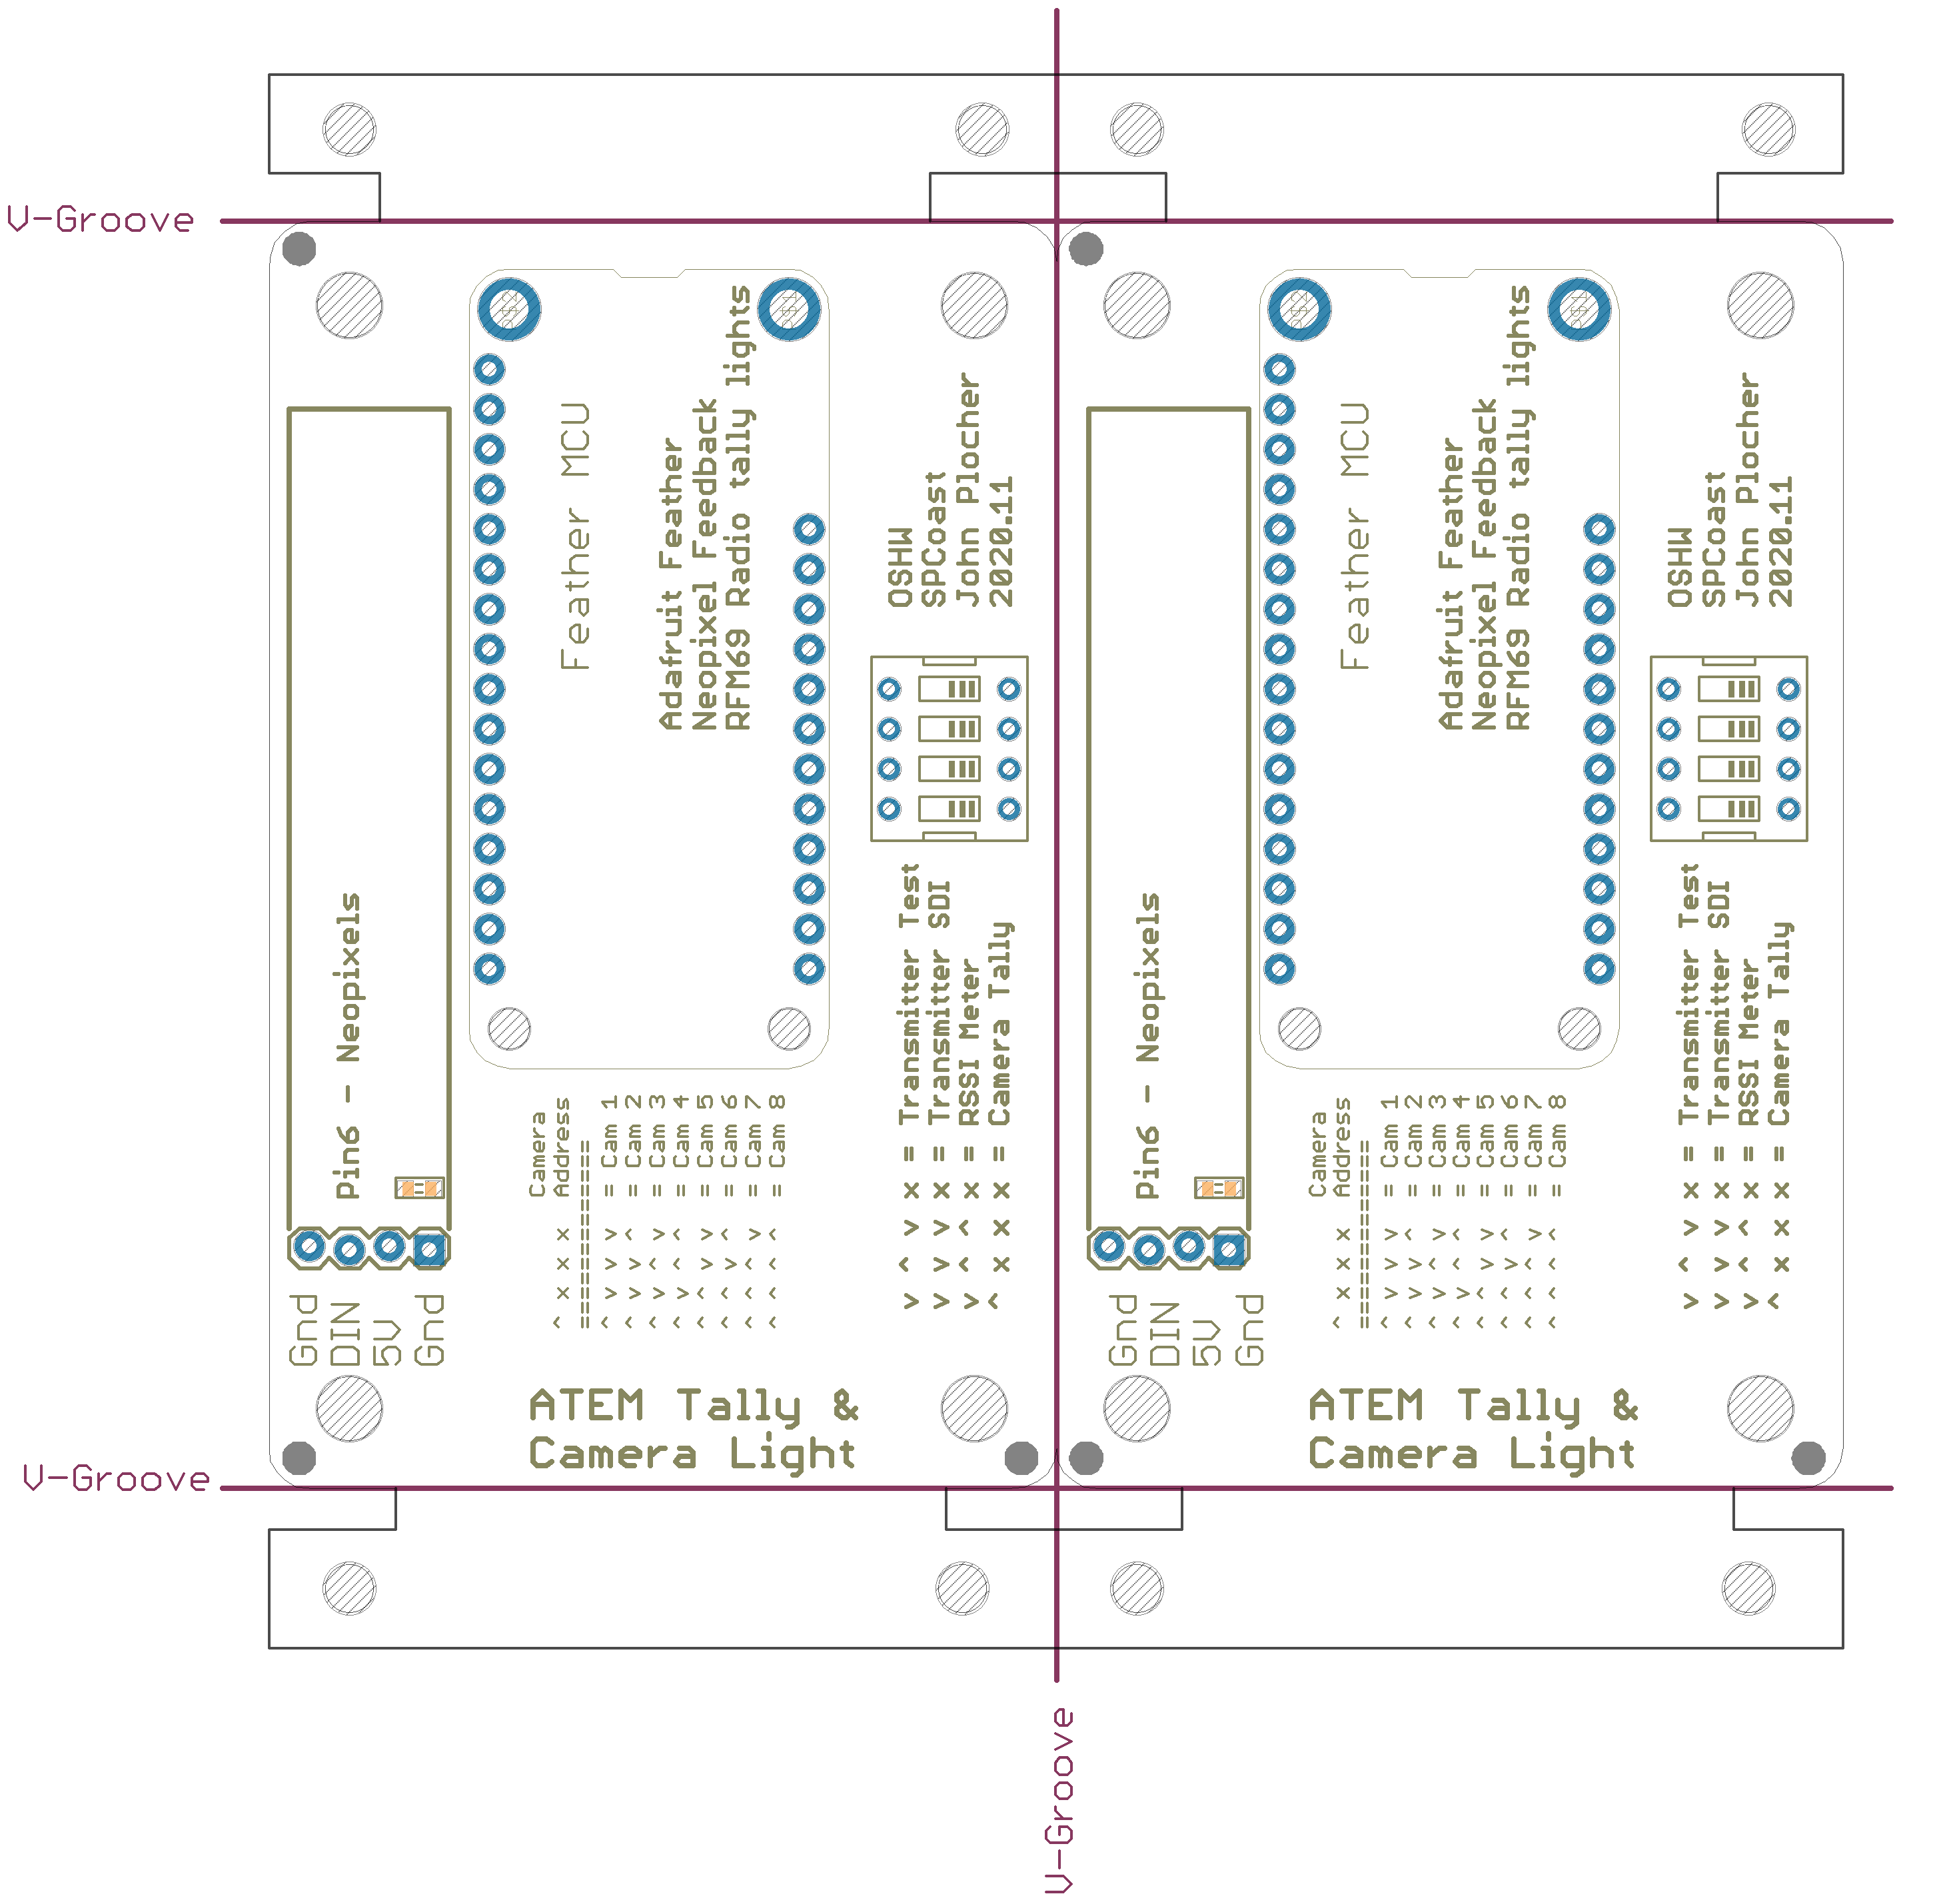 V-Groove
Feather MCU
Adafruit Feather
Neopixel Feedback
RFM69 Radio tally lights
OSHW
SPCoast
John Plocher
2020.11
Pin6 - Neopixels
Gnd
DIN
5V
Gnd
Camera
^ x x x Address
================
^ v v v = Cam 1
^ v v ^ = Cam 2
^ v ^ v = Cam 3
^ v ^ ^ = Cam 4
^ ^ v v = Cam 5
^ ^ v ^ = Cam 6
^ ^ ^ v = Cam 7
^ ^ ^ ^ = Cam 8
v ^ v x = Transmitter Test
v v v x = Transmitter SDI
v ^ ^ x = RSSI Meter
^ x x x = Camera Tally
ATEM Tally &
Camera Light
Feather MCU
Adafruit Feather
Neopixel Feedback
RFM69 Radio tally lights
OSHW
SPCoast
John Plocher
2020.11
Pin6 - Neopixels
Gnd
DIN
5V
Gnd
Camera
^ x x x Address
================
^ v v v = Cam 1
^ v v ^ = Cam 2
^ v ^ v = Cam 3
^ v ^ ^ = Cam 4
^ ^ v v = Cam 5
^ ^ v ^ = Cam 6
^ ^ ^ v = Cam 7
^ ^ ^ ^ = Cam 8
v ^ v x = Transmitter Test
v v v x = Transmitter SDI
v ^ ^ x = RSSI Meter
^ x x x = Camera Tally
ATEM Tally &
Camera Light
V-Groove
V-Groove